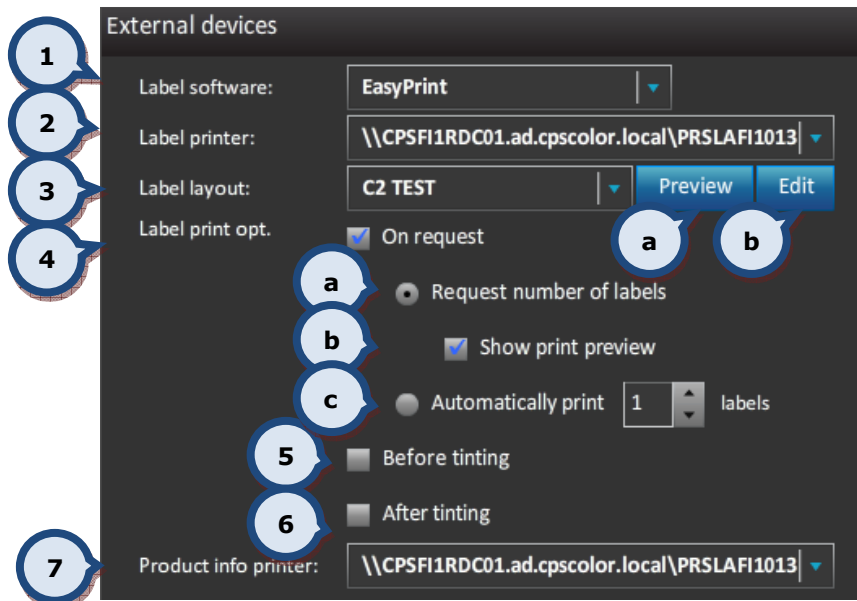 External devices
1
Label software: EasyPrint
2
Label printer: \\CPSFI1RDC01.ad.cpscolor.local\PRSLAFI1013
3 Label layout: C2 TEST Preview Edit
4 Label print opt. On request a b
a Request number of labels
b Show print preview
c Automatically print 1 labels
5 Before tinting
6 After tinting
7 Product info printer: \\CPSFI1RDC01.ad.cpscolor.local\PRSLAFI1013